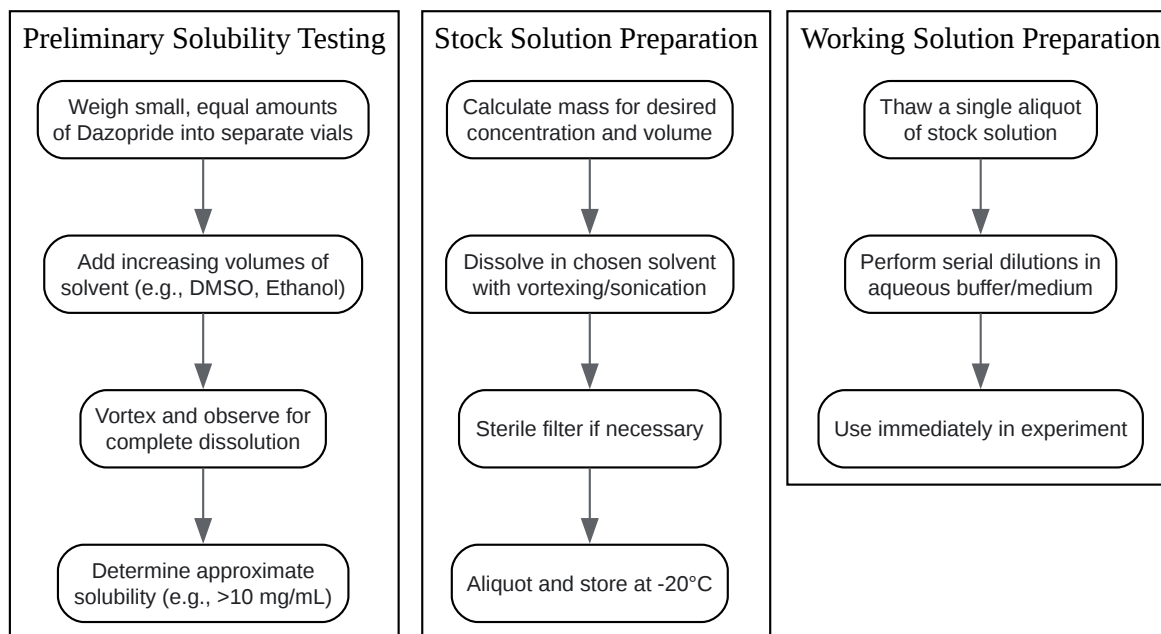 Preliminary Solubility Testing
Weigh small, equal amounts
of Dazopride into separate vials
Add increasing volumes of
solvent (e.g., DMSO, Ethanol)
Vortex and observe for
complete dissolution
Determine approximate
solubility (e.g., >10 mg/mL)
Stock Solution Preparation
Calculate mass for desired
concentration and volume
Dissolve in chosen solvent
with vortexing/sonication
Sterile filter if necessary
Aliquot and store at -20°C
Working Solution Preparation
Thaw a single aliquot
of stock solution
Perform serial dilutions in
aqueous buffer/medium
Use immediately in experiment